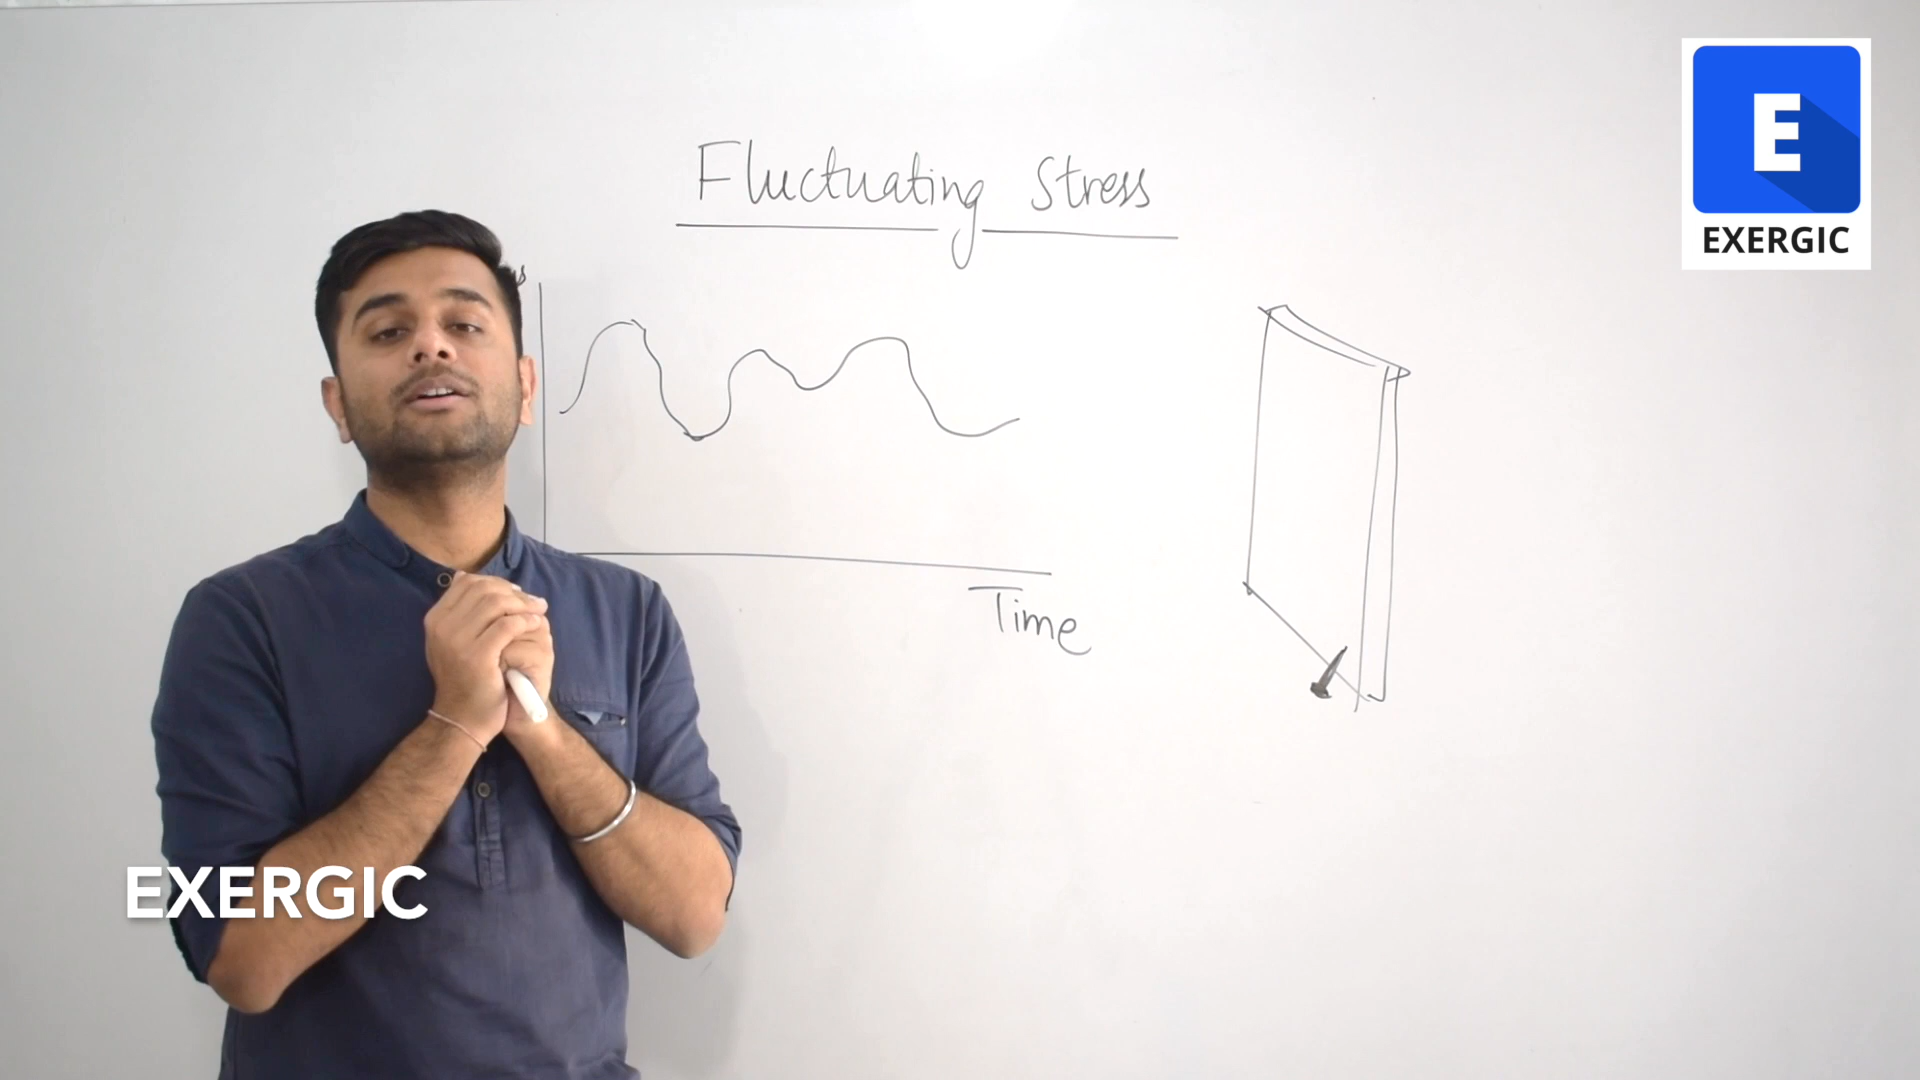 E
EXERGIC
Fluctuating Stress
Time
EXERGIC